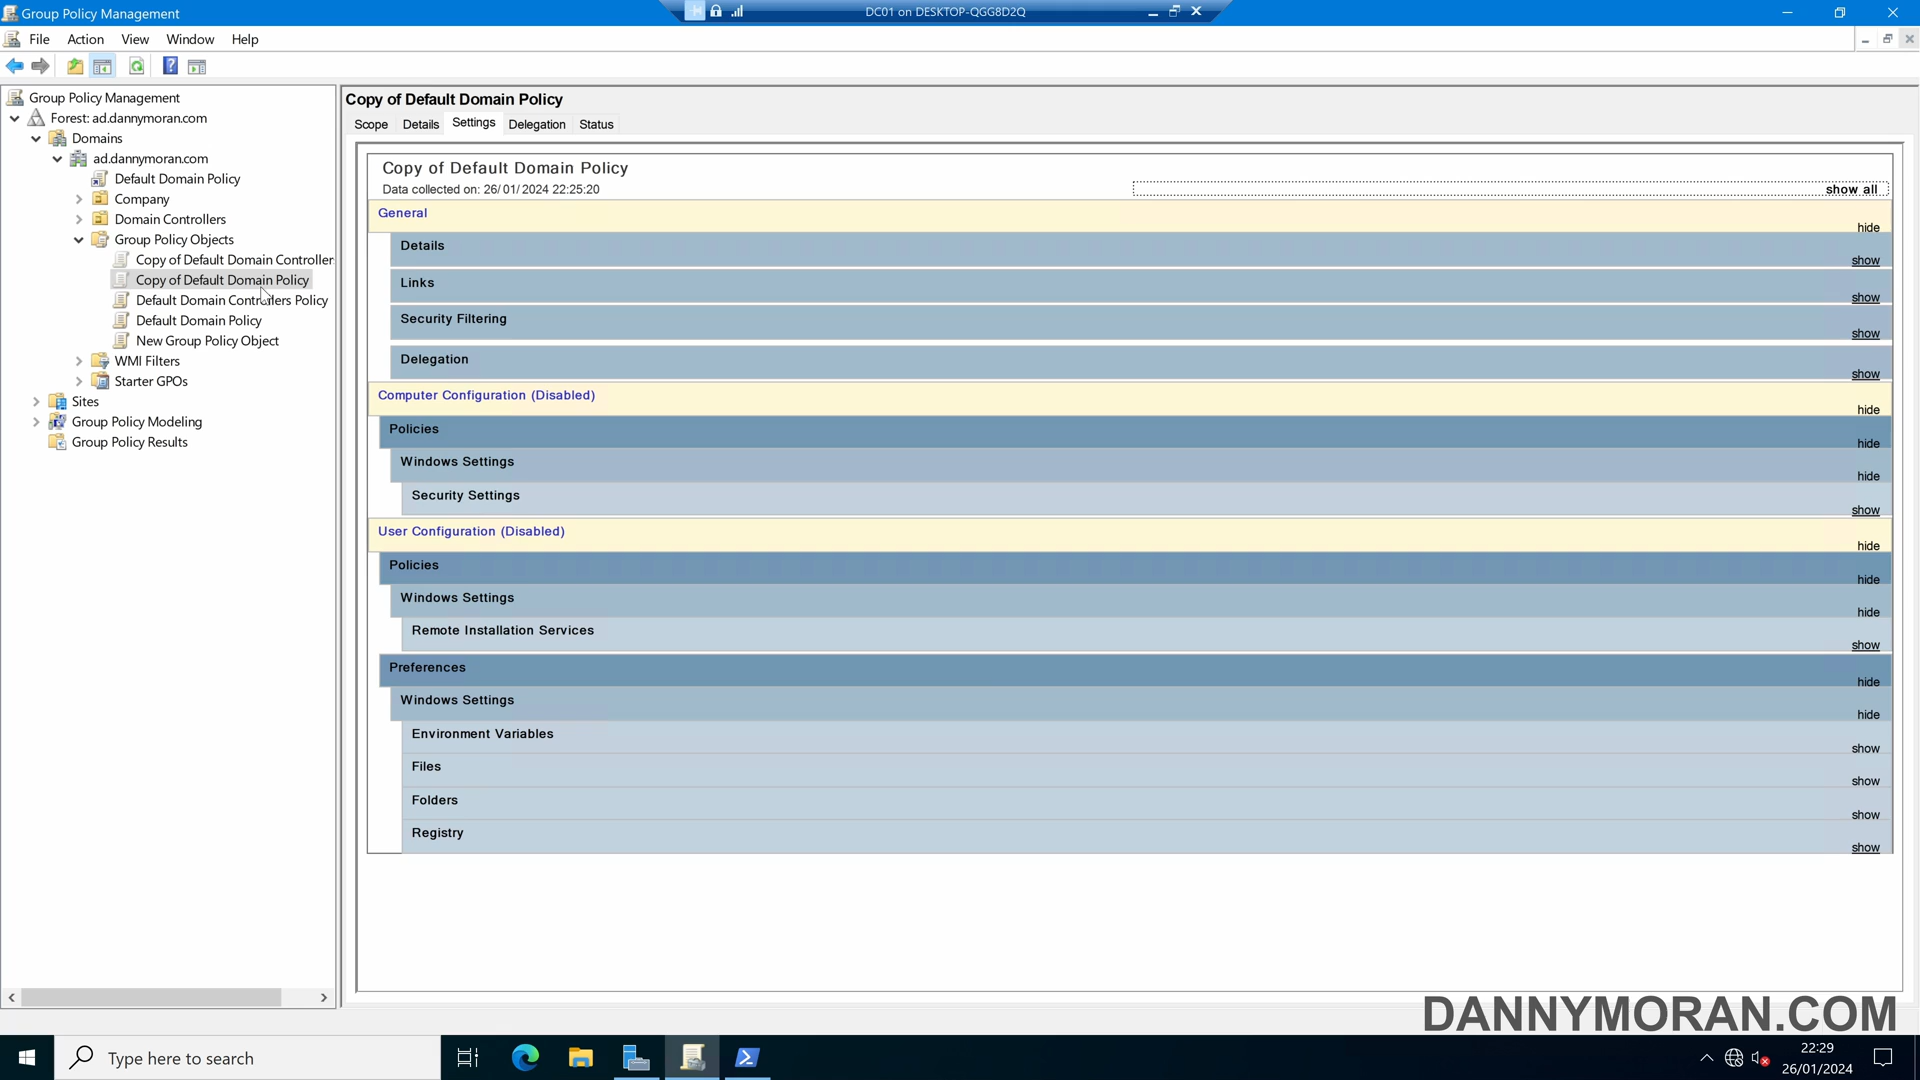 Group Policy Management
DC01 on DESKTOP-QGG8D2Q
File Action View Window Help
Group Policy Management
Forest: ad.dannymoran.com
Domains
ad.dannymoran.com
Default Domain Policy
Company
Domain Controllers
Group Policy Objects
Copy of Default Domain Controller
Copy of Default Domain Policy
Default Domain Controllers Policy
Default Domain Policy
New Group Policy Object
WMI Filters
Starter GPOs
Sites
Group Policy Modeling
Group Policy Results
Copy of Default Domain Policy
Scope Details Settings Delegation Status
Copy of Default Domain Policy
Data collected on: 26/01/2024 22:25:20
show all
General
hide
Details
show
Links
show
Security Filtering
show
Delegation
show
Computer Configuration (Disabled)
hide
Policies
hide
Windows Settings
hide
Security Settings
show
User Configuration (Disabled)
hide
Policies
hide
Windows Settings
hide
Remote Installation Services
show
Preferences
hide
Windows Settings
hide
Environment Variables
show
Files
show
Folders
show
Registry
show
DANNYMORAN.COM
Type here to search
22:29
26/01/2024